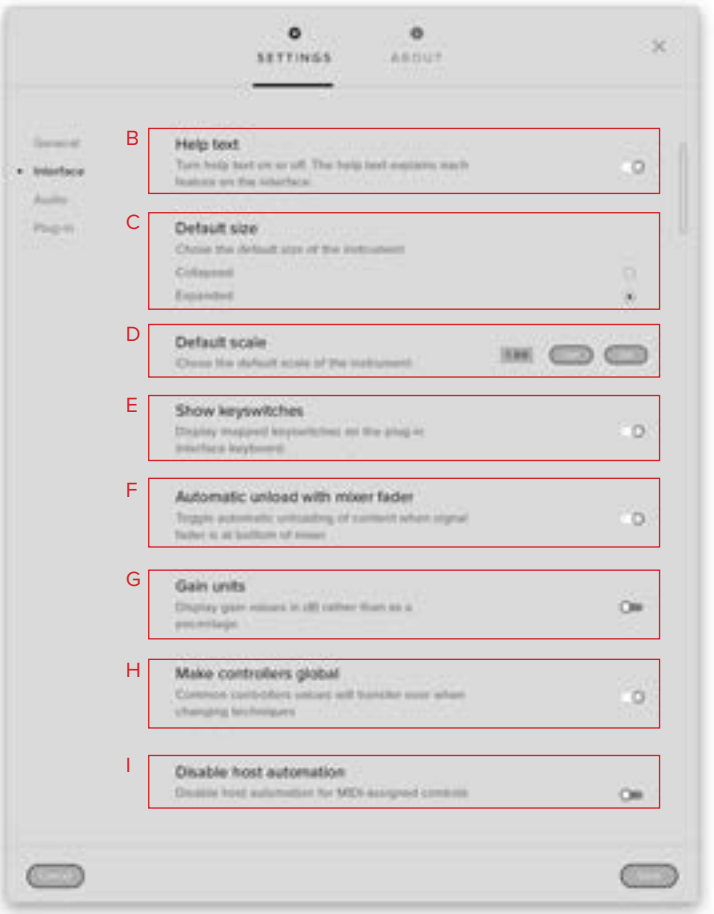 SETTINGS
ABOUT
General
Interface
Audio
Plug-in
B
Help text
Turn help text on or off. The help text explains each
feature on the interface.
C
Default size
Chose the default size of the instrument
Collapsed
Expanded
D
Default scale
Chose the default scale of the instrument
E
Show keyswitches
Display mapped keyswitches on the plug-in
interface keyboard
F
Automatic unload with mixer fader
Toggle automatic unloading of content when signal
fader is at bottom of mixer
G
Gain units
Display gain values in dB rather than as a
H
Make controllers global
Common controllers values will transfer over when
changing techniques
I
Disable host automation
Disable host automation for MIDI-assigned controls
Cancel